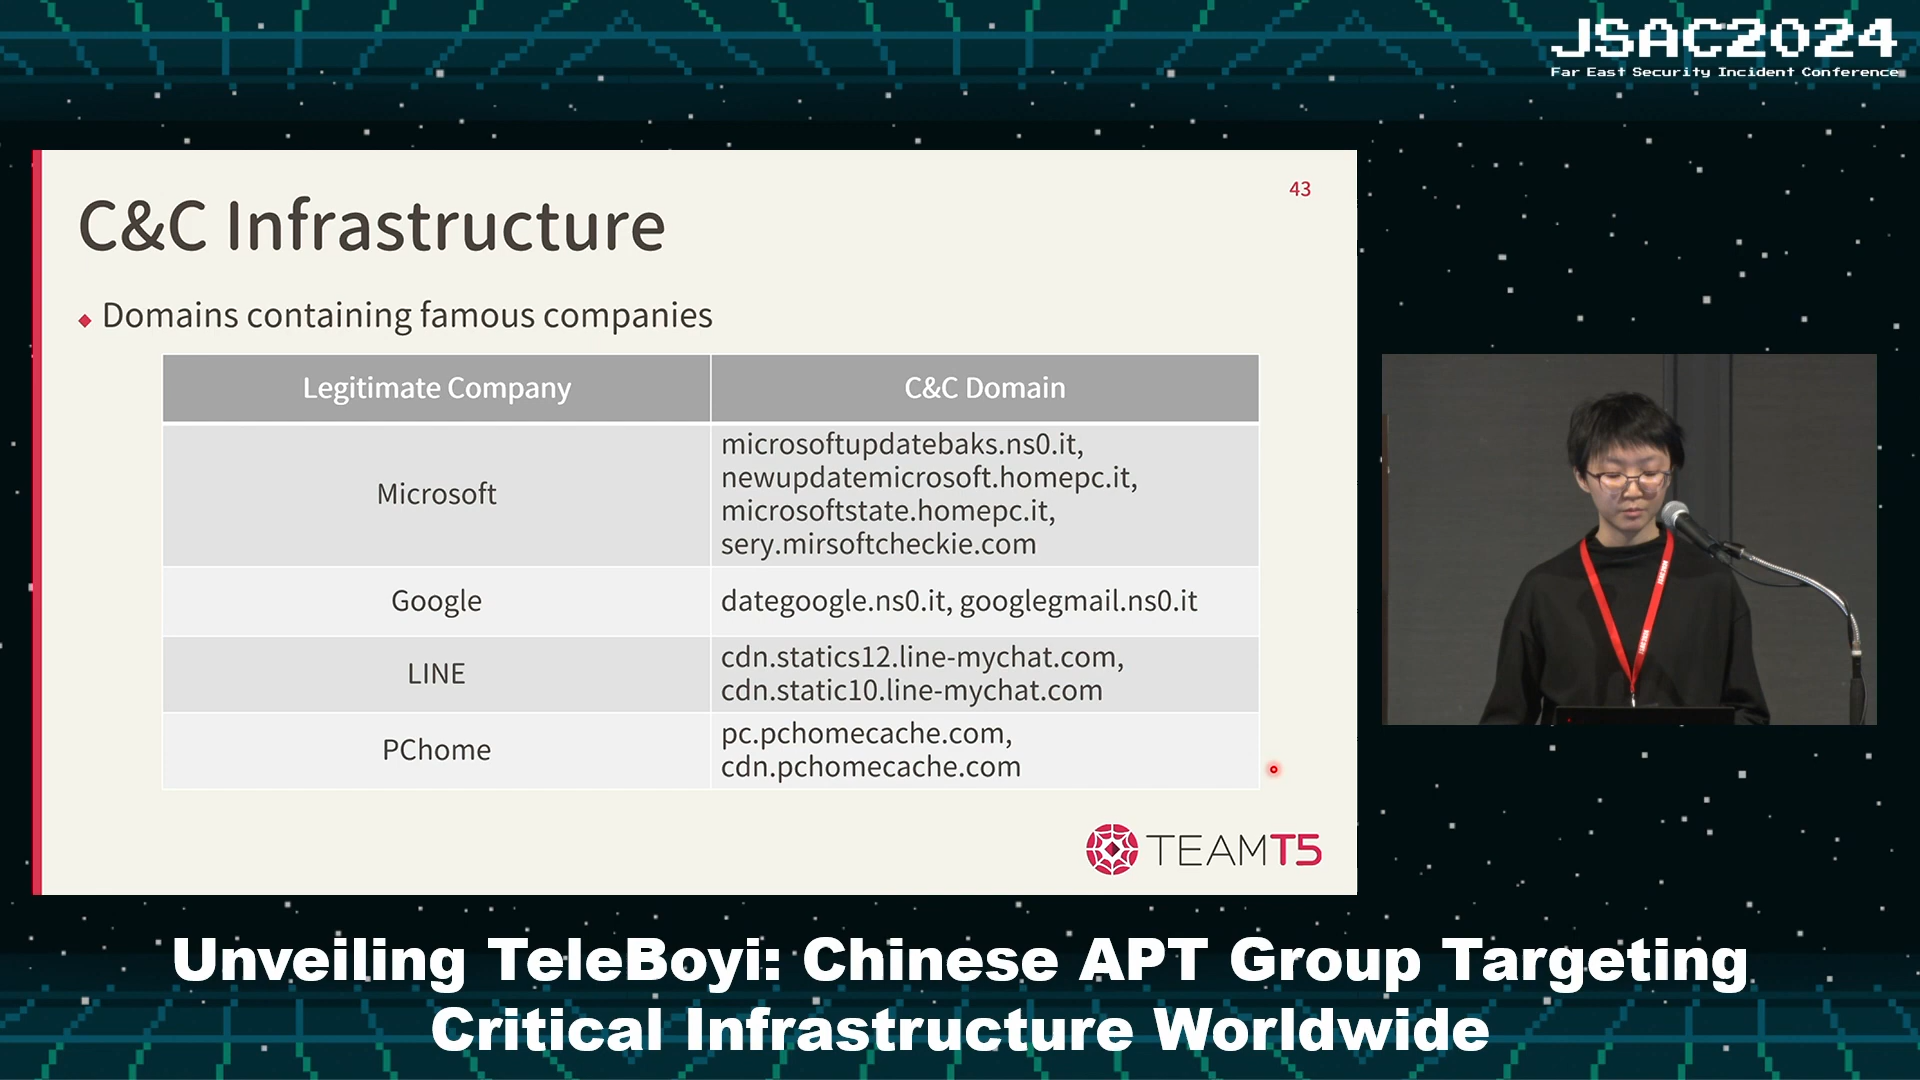 JSAC2024
Far East Security Incident Conference
43
C&C Infrastructure
Domains containing famous companies
Legitimate Company
C&C Domain
Microsoft
microsoftupdatebaks.ns0.it,
newupdatemicrosoft.homepc.it,
microsoftstate.homepc.it,
sery.mirsoftcheckie.com
Google
dategoogle.ns0.it, googlegmail.ns0.it
LINE
cdn.statics12.line-mychat.com,
cdn.static10.line-mychat.com
PChome
pc.pchomecache.com,
cdn.pchomecache.com
TEAMT5
Unveiling TeleBoyi: Chinese APT Group Targeting
Critical Infrastructure Worldwide